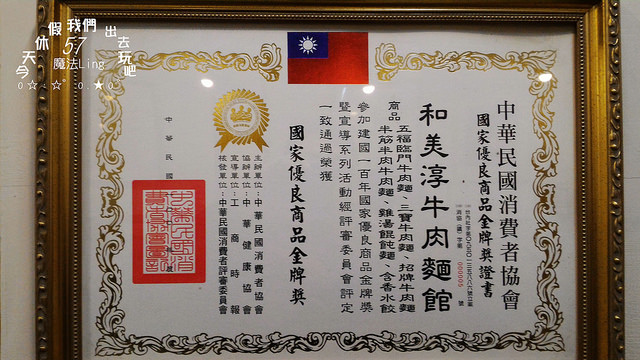 今天休假我們出去玩吧
57
魔法Ling
中華民國消費者協會
國家優良商品金牌獎證書
和美淳牛肉麵館
商品
五福臨門牛肉麵、三寶牛肉麵、招牌牛肉麵
牛筋半肉牛肉麵、雞湯餛飩麵、含香水餃
參加建國一百年國家優良商品金牌獎
暨宣導系列活動經評審委員會評定
一致通過榮獲
國家優良商品金牌獎
主辦單位：中華民國消費者協會
協辦單位：中華健康協會
宣導單位：工商時報
核發單位：中華民國消費者評審委員會
中華民國